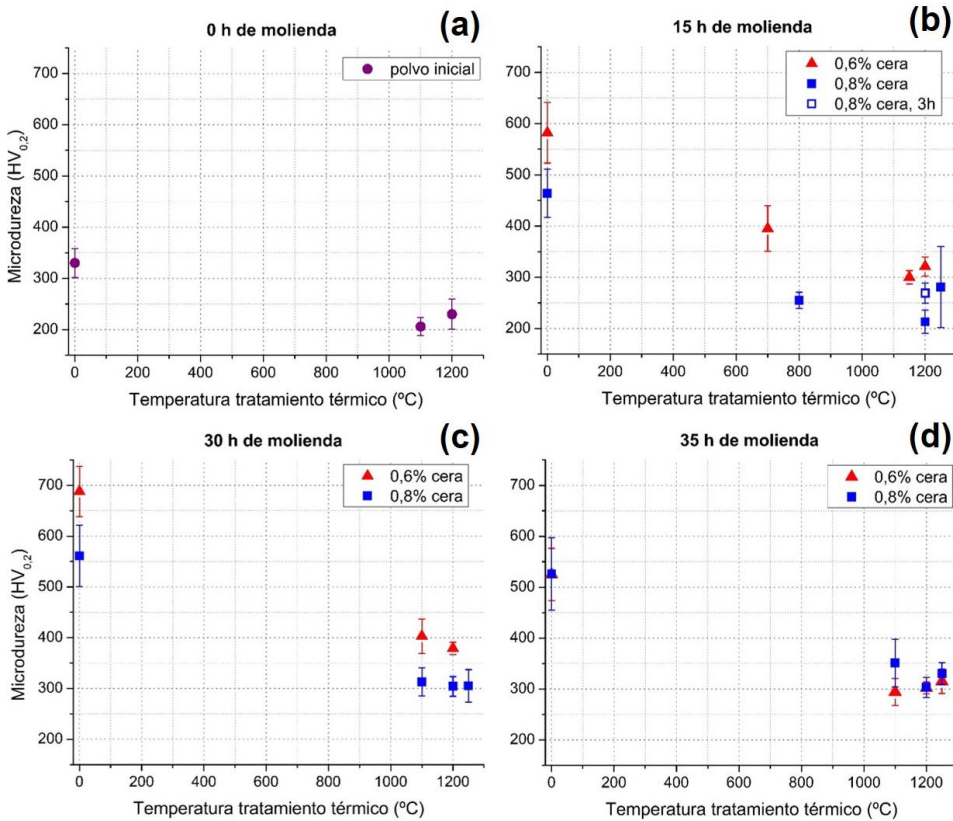 (a)
0 h de molienda
polvo inicial
700
600
500
400
300
200
Microdureza (HV0,2)
0 200 400 600 800 1000 1200
Temperatura tratamiento térmico (ºC)
(b)
15 h de molienda
0,6% cera
0,8% cera
0,8% cera, 3h
700
600
500
400
300
200
0 200 400 600 800 1000 1200
Temperatura tratamiento térmico (ºC)
(c)
30 h de molienda
0,6% cera
0,8% cera
700
600
500
400
300
200
Microdureza (HV0,2)
0 200 400 600 800 1000 1200
Temperatura tratamiento térmico (ºC)
(d)
35 h de molienda
0,6% cera
0,8% cera
700
600
500
400
300
200
0 200 400 600 800 1000 1200
Temperatura tratamiento térmico (ºC)